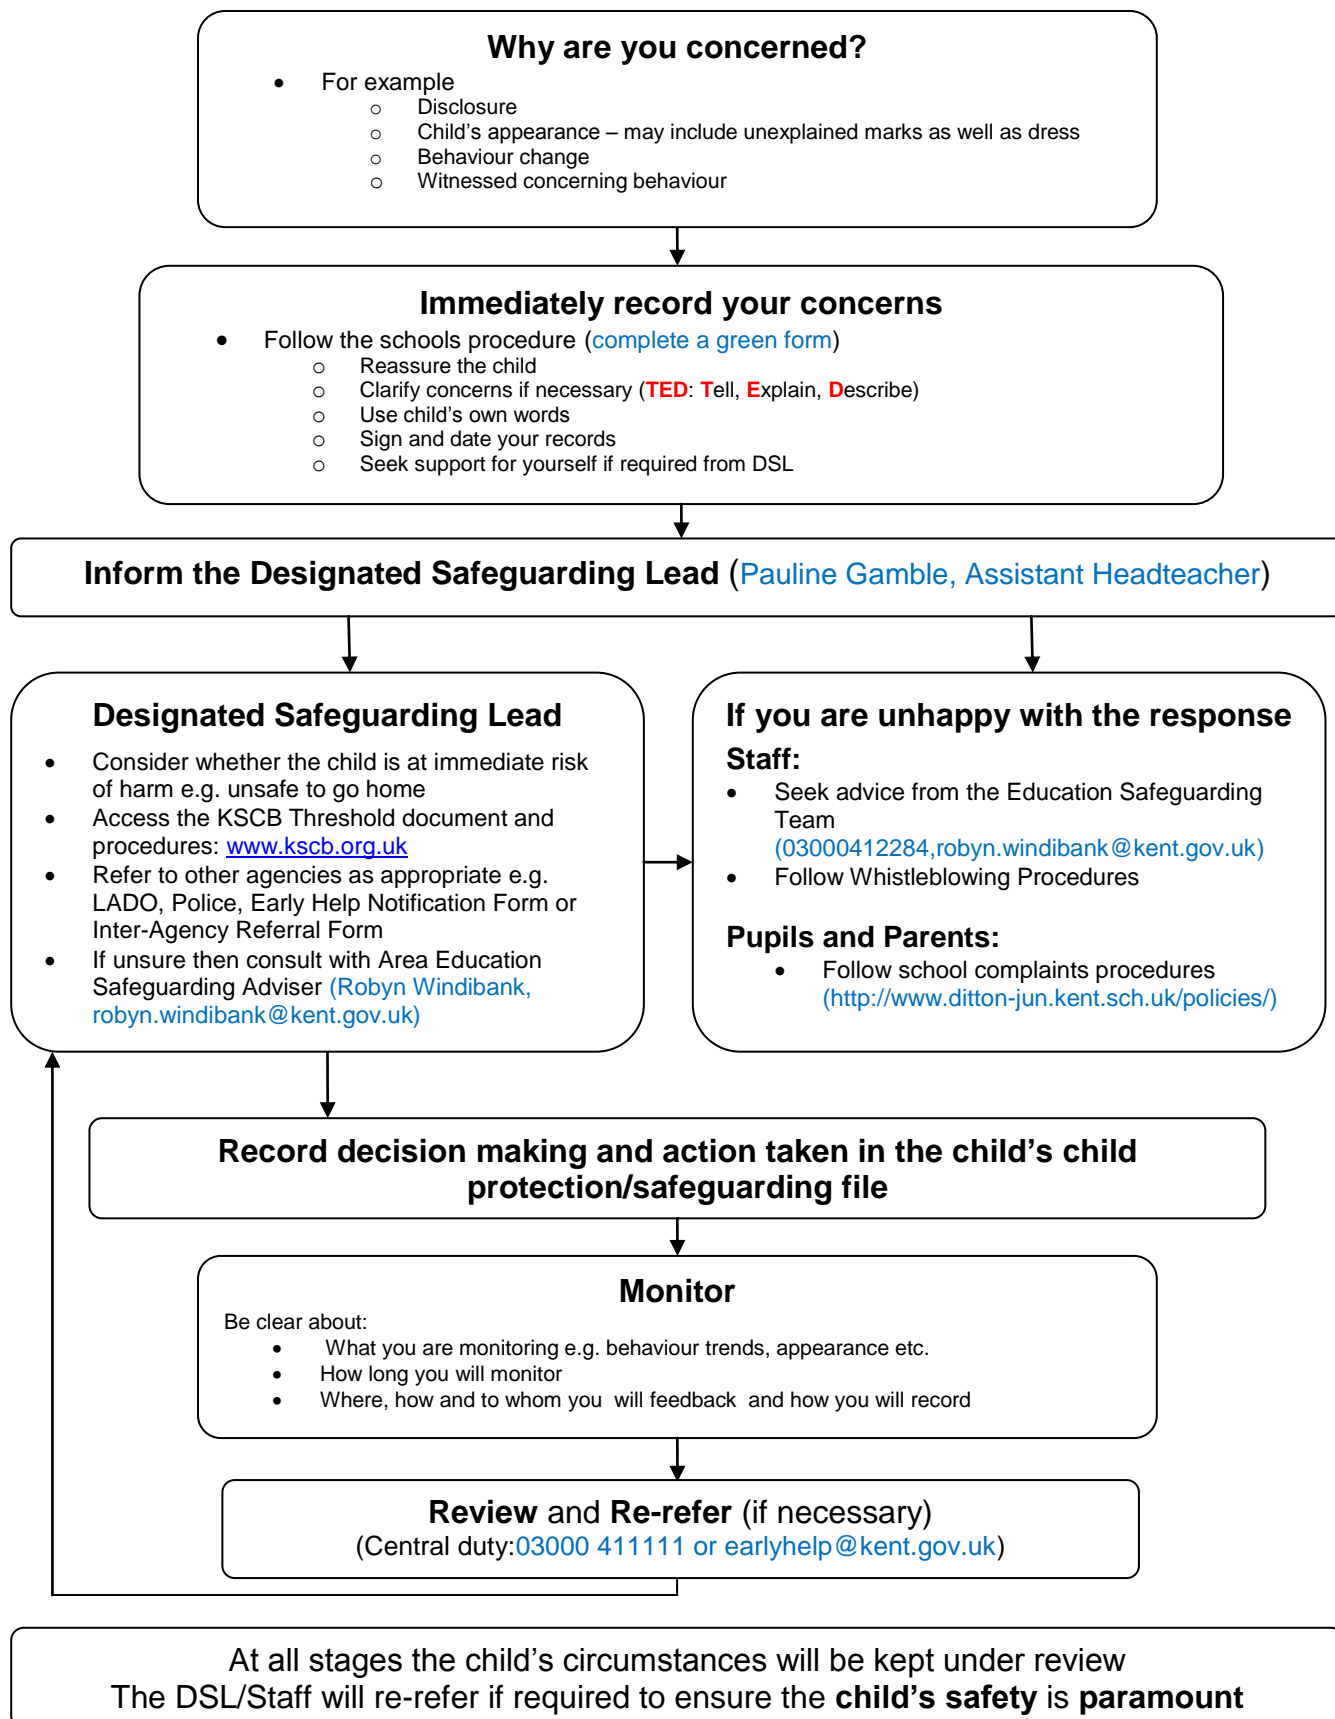 Why are you concerned?
• For example
o Disclosure
o Child’s appearance – may include unexplained marks as well as dress
o Behaviour change
o Witnessed concerning behaviour
Immediately record your concerns
• Follow the schools procedure (complete a green form)
o Reassure the child
o Clarify concerns if necessary (TED: Tell, Explain, Describe)
o Use child’s own words
o Sign and date your records
o Seek support for yourself if required from DSL
Inform the Designated Safeguarding Lead (Pauline Gamble, Assistant Headteacher)
Designated Safeguarding Lead
• Consider whether the child is at immediate risk
of harm e.g. unsafe to go home
• Access the KSCB Threshold document and
procedures: www.kscb.org.uk
• Refer to other agencies as appropriate e.g.
LADO, Police, Early Help Notification Form or
Inter-Agency Referral Form
• If unsure then consult with Area Education
Safeguarding Adviser (Robyn Windibank,
robyn.windibank@kent.gov.uk)
If you are unhappy with the response
Staff:
• Seek advice from the Education Safeguarding
Team
(03000412284,robyn.windibank@kent.gov.uk)
• Follow Whistleblowing Procedures
Pupils and Parents:
• Follow school complaints procedures
(http://www.ditton-jun.kent.sch.uk/policies/)
Record decision making and action taken in the child’s child
protection/safeguarding file
Monitor
Be clear about:
• What you are monitoring e.g. behaviour trends, appearance etc.
• How long you will monitor
• Where, how and to whom you will feedback and how you will record
Review and Re-refer (if necessary)
(Central duty:03000 411111 or earlyhelp@kent.gov.uk)
At all stages the child’s circumstances will be kept under review
The DSL/Staff will re-refer if required to ensure the child’s safety is paramount